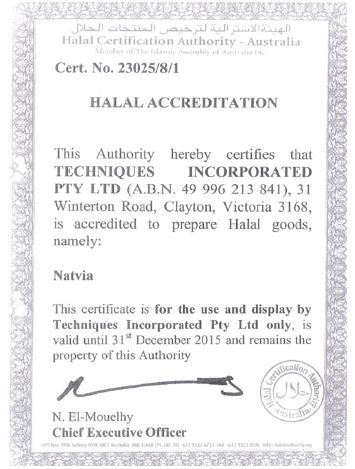 الهيئة الاسترالية لترخيص المنتجات الحلال
Halal Certification Authority - Australia
Member of The Islamic Assembly of Australia Inc.
Cert. No. 23025/8/1
HALAL ACCREDITATION
This Authority hereby certifies that
TECHNIQUES INCORPORATED
PTY LTD (A.B.N. 49 996 213 841), 31
Winterton Road, Clayton, Victoria 3168,
is accredited to prepare Halal goods,
namely:
Natvia
This certificate is for the use and display by
Techniques Incorporated Pty Ltd only, is
valid until 31st December 2015 and remains the
property of this Authority
Halal Certification Authority
حلال
Australia
N. El-Mouelhy
Chief Executive Officer